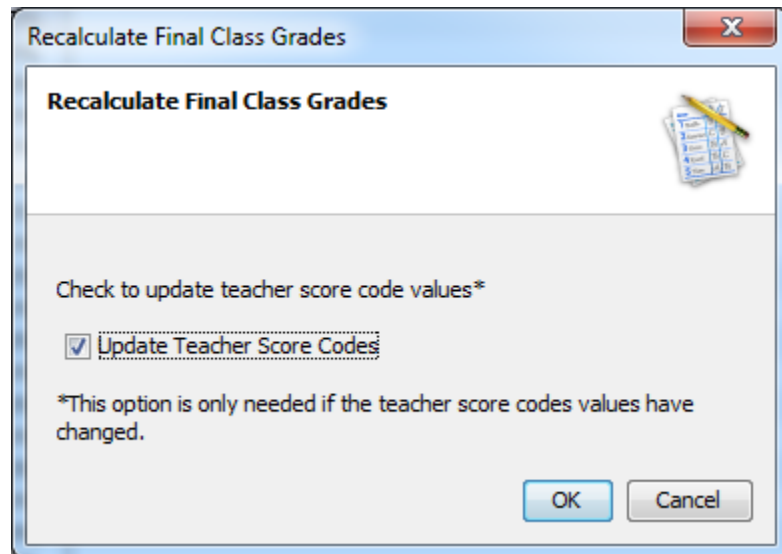 Recalculate Final Class Grades
Recalculate Final Class Grades
Check to update teacher score code values*
Update Teacher Score Codes
*This option is only needed if the teacher score codes values have
changed.
OK Cancel